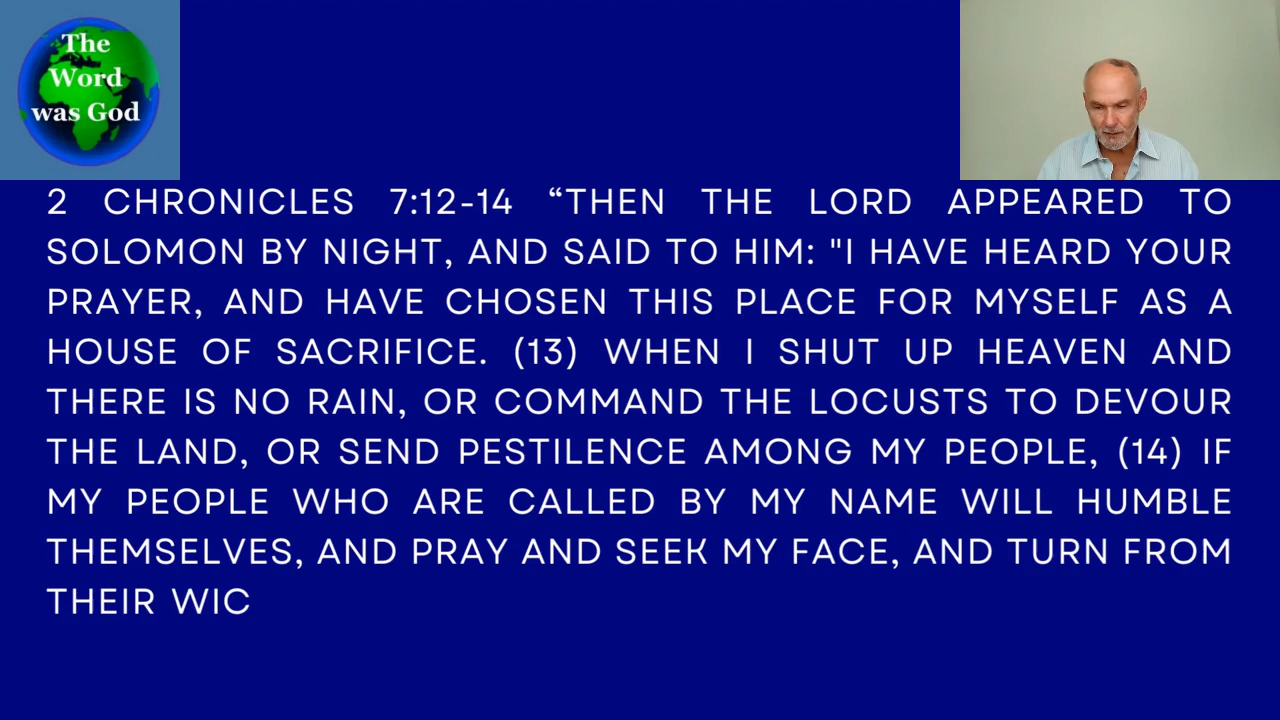 The
Word
was God
2 CHRONICLES 7:12-14 “THEN THE LORD APPEARED TO
SOLOMON BY NIGHT, AND SAID TO HIM: "I HAVE HEARD YOUR
PRAYER, AND HAVE CHOSEN THIS PLACE FOR MYSELF AS A
HOUSE OF SACRIFICE. (13) WHEN I SHUT UP HEAVEN AND
THERE IS NO RAIN, OR COMMAND THE LOCUSTS TO DEVOUR
THE LAND, OR SEND PESTILENCE AMONG MY PEOPLE, (14) IF
MY PEOPLE WHO ARE CALLED BY MY NAME WILL HUMBLE
THEMSELVES, AND PRAY AND SEEK MY FACE, AND TURN FROM
THEIR WIC